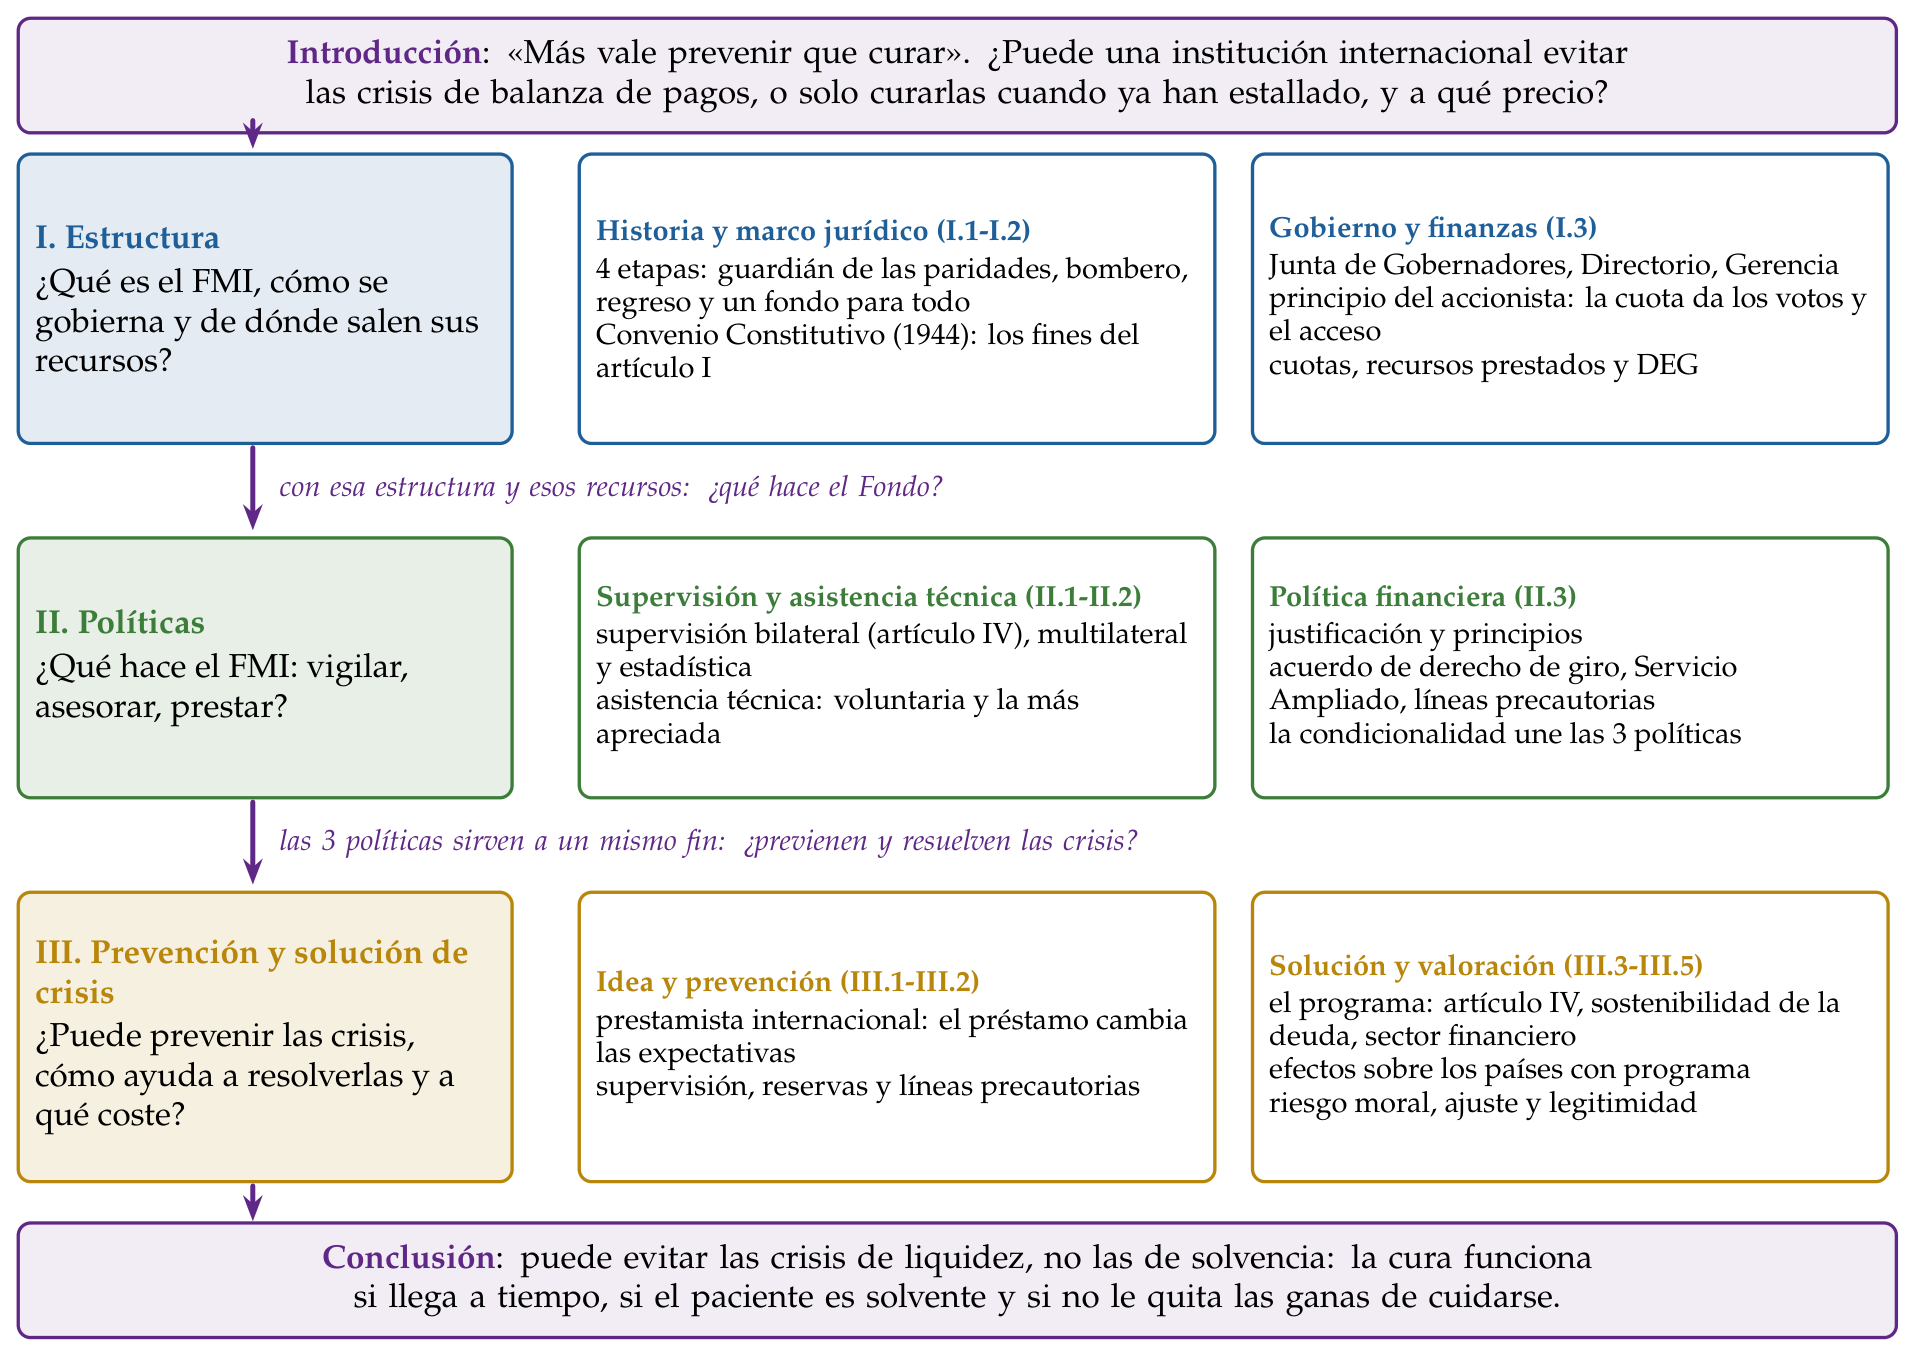 Introducción: «Más vale prevenir que curar». ¿Puede una institución internacional evitar
las crisis de balanza de pagos, o solo curarlas cuando ya han estallado, y a qué precio?
I. Estructura
¿Qué es el FMI, cómo se
gobierna y de dónde salen sus
recursos?
Historia y marco jurídico (I.1-I.2)
4 etapas: guardián de las paridades, bombero,
regreso y un fondo para todo
Convenio Constitutivo (1944): los fines del
artículo I
Gobierno y finanzas (I.3)
Junta de Gobernadores, Directorio, Gerencia
principio del accionista: la cuota da los votos y
el acceso
cuotas, recursos prestados y DEG
con esa estructura y esos recursos: ¿qué hace el Fondo?
II. Políticas
¿Qué hace el FMI: vigilar,
asesorar, prestar?
Supervisión y asistencia técnica (II.1-II.2)
supervisión bilateral (artículo IV), multilateral
y estadística
asistencia técnica: voluntaria y la más
apreciada
Política financiera (II.3)
justificación y principios
acuerdo de derecho de giro, Servicio
Ampliado, líneas precautorias
la condicionalidad une las 3 políticas
las 3 políticas sirven a un mismo fin: ¿previenen y resuelven las crisis?
III. Prevención y solución de
crisis
¿Puede prevenir las crisis,
cómo ayuda a resolverlas y a
qué coste?
Idea y prevención (III.1-III.2)
prestamista internacional: el préstamo cambia
las expectativas
supervisión, reservas y líneas precautorias
Solución y valoración (III.3-III.5)
el programa: artículo IV, sostenibilidad de la
deuda, sector financiero
efectos sobre los países con programa
riesgo moral, ajuste y legitimidad
Conclusión: puede evitar las crisis de liquidez, no las de solvencia: la cura funciona
si llega a tiempo, si el paciente es solvente y si no le quita las ganas de cuidarse.